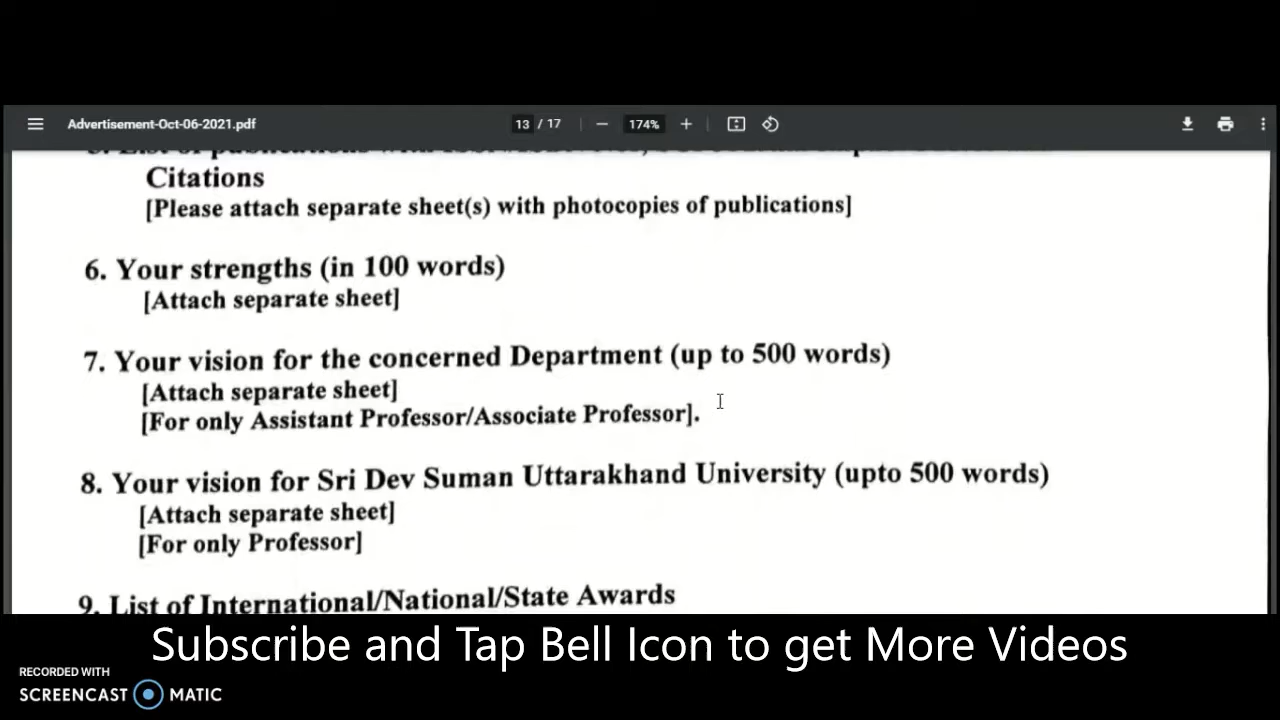 Advertisement-Oct-06-2021.pdf
13 / 17
174%
Citations
[Please attach separate sheet(s) with photocopies of publications]
6. Your strengths (in 100 words)
[Attach separate sheet]
7. Your vision for the concerned Department (up to 500 words)
[Attach separate sheet]
[For only Assistant Professor/Associate Professor].
8. Your vision for Sri Dev Suman Uttarakhand University (upto 500 words)
[Attach separate sheet]
[For only Professor]
9. List of International/National/State Awards
Subscribe and Tap Bell Icon to get More Videos
RECORDED WITH
SCREENCAST MATIC